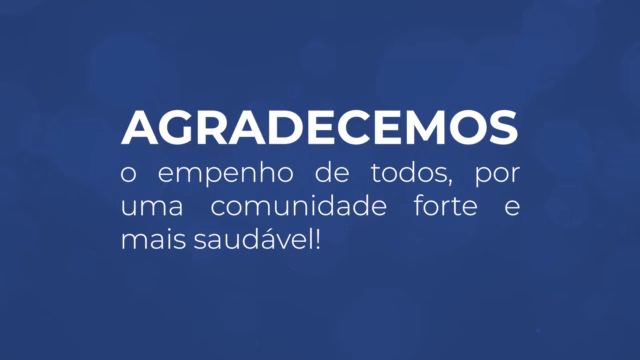 AGRADECEMOS
o empenho de todos, por
uma comunidade forte e
mais saudável!